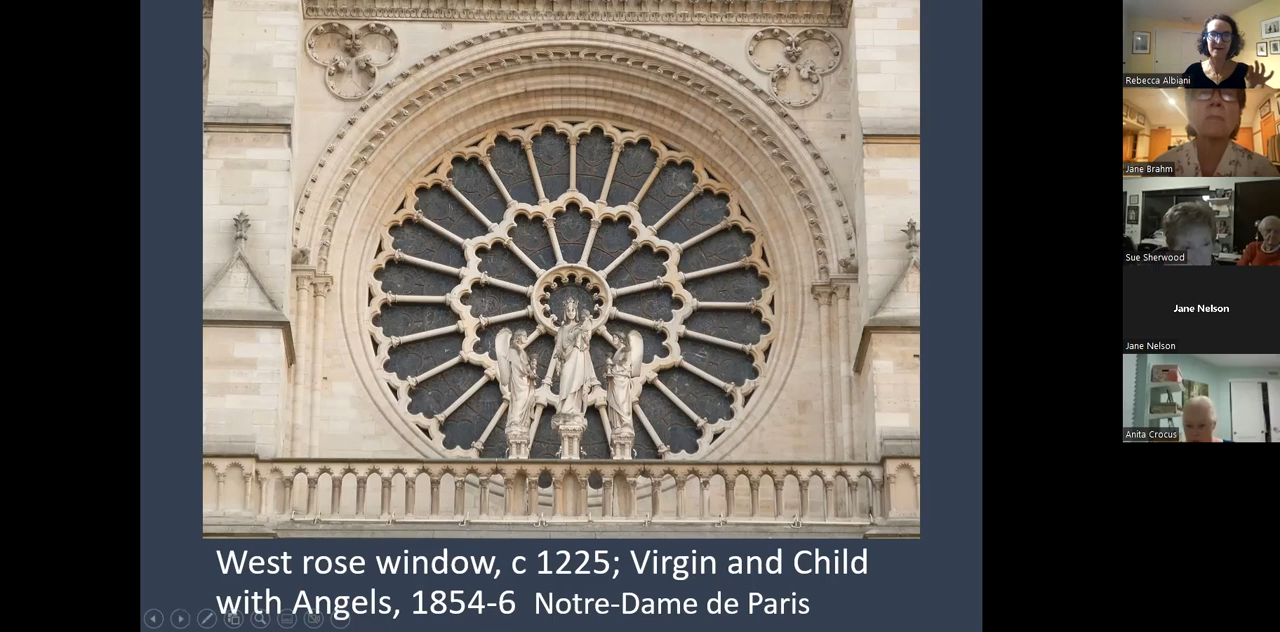 West rose window, c 1225; Virgin and Child
with Angels, 1854-6 Notre-Dame de Paris
Rebecca Albiani
Jane Brahm
Sue Sherwood
Jane Nelson
Jane Nelson
Anita Crocus